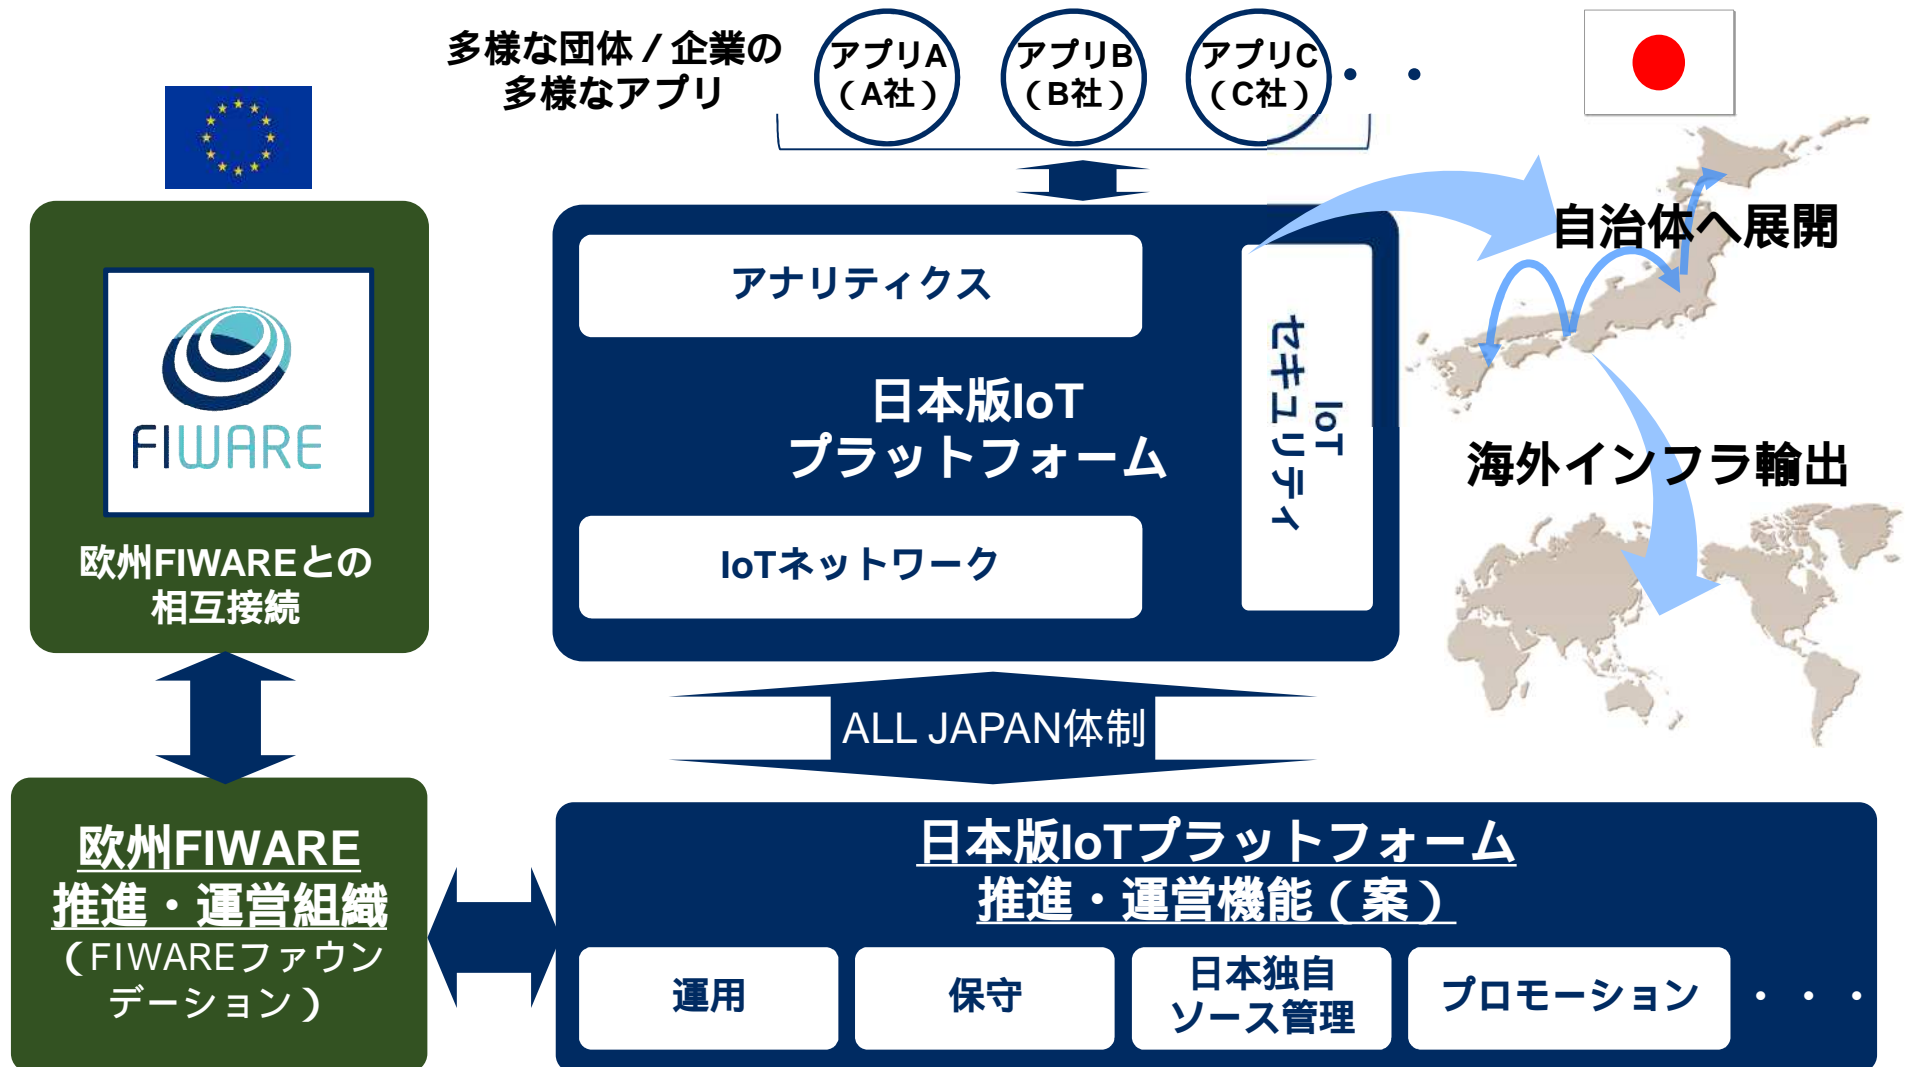 多様な団体/企業の
多様なアプリ
アプリA
(A社)
アプリB
(B社)
アプリC
(C社)
・ ・
自治体へ展開
アナリティクス
日本版IoT
プラットフォーム
IoTネットワーク
IoT
セキュリティ
海外インフラ輸出
FIWARE
欧州FIWAREとの
相互接続
ALL JAPAN体制
欧州FIWARE
推進・運営組織
(FIWAREファウン
デーション)
日本版IoTプラットフォーム
推進・運営機能(案)
運用
保守
日本独自
ソース管理
プロモーション
・・・